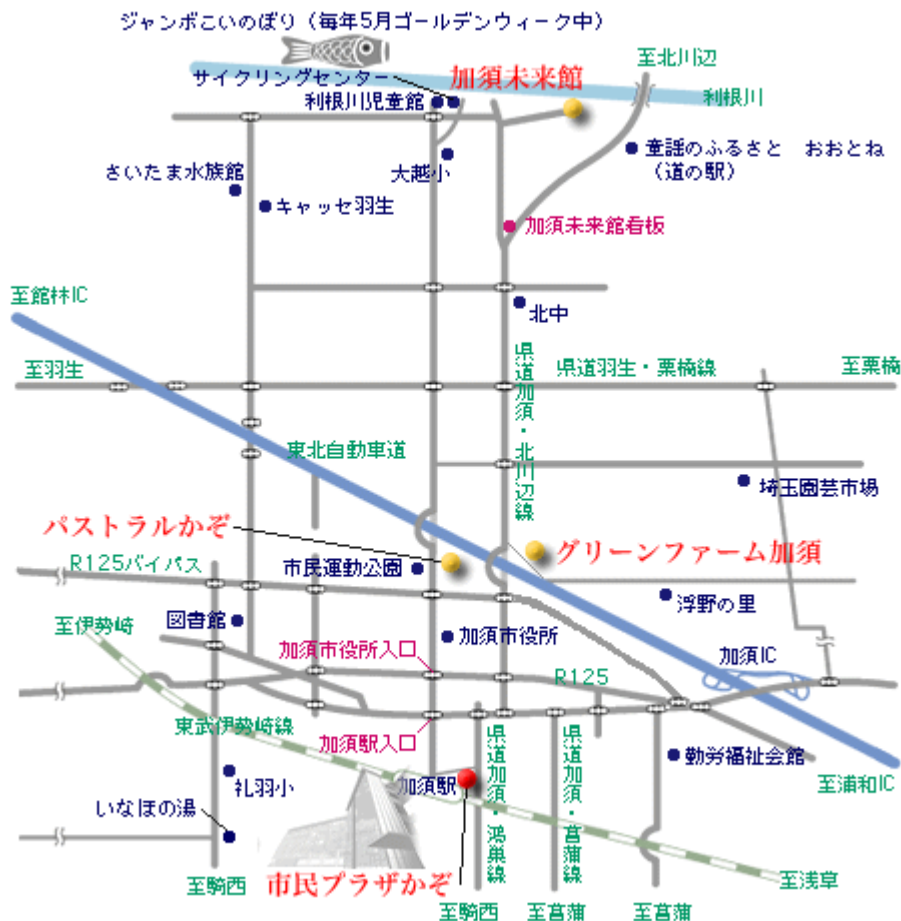 ジャンボこいのぼり（毎年5月ゴールデンウィーク中）
至北川辺
サイクリングセンター
加須未来館
利根川児童館
利根川
さいたま水族館
大越小
童謡のふるさと　おおとね
（道の駅）
キャッセ羽生
加須未来館看板
至館林IC
北中
至羽生
県道羽生・栗橋線
至栗橋
県道加須・北川辺線
東北自動車道
埼玉園芸市場
パストラルかぞ
グリーンファーム加須
R125バイパス
市民運動公園
浮野の里
図書館
至伊勢崎
加須市役所入口
加須市役所
加須IC
R125
東武伊勢崎線
加須駅入口
県道加須・鴻巣線
県道加須・菖蒲線
勤労福祉会館
礼羽小
加須駅
至浦和IC
いなほの湯
市民プラザかぞ
至浅草
至騎西
至騎西
至菖蒲
至菖蒲